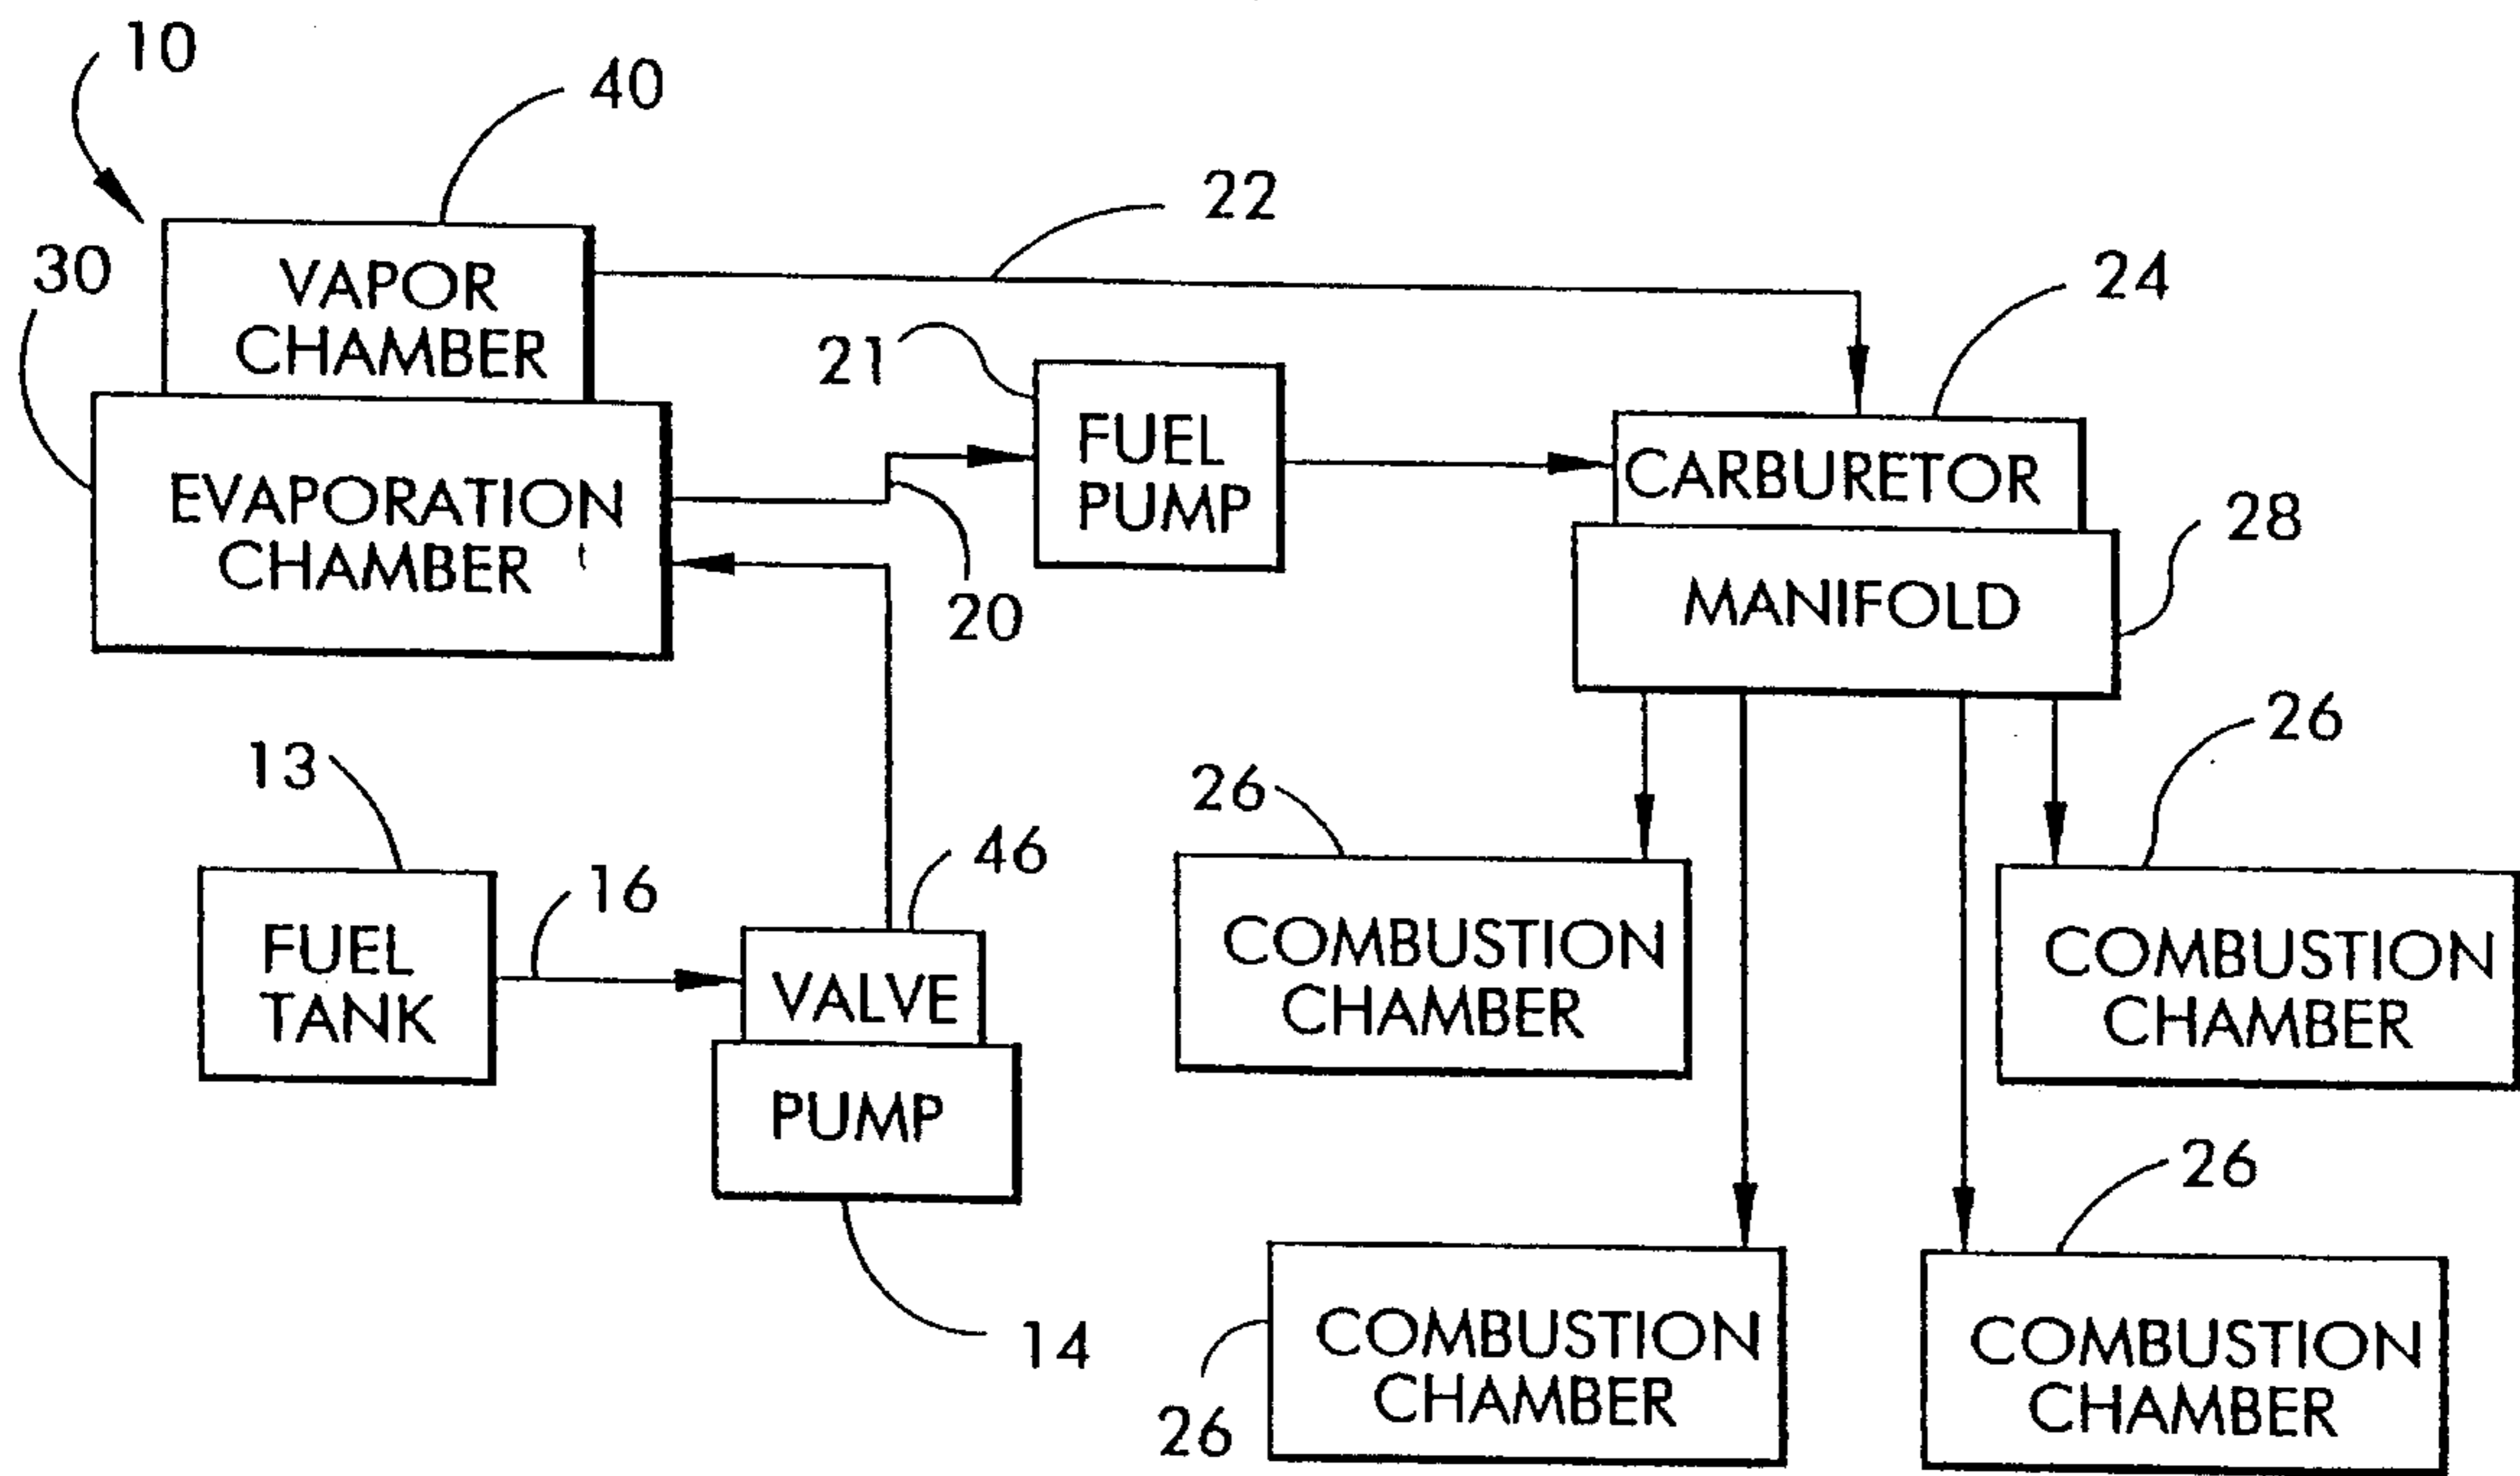 10
40
22
30
VAPOR
CHAMBER
24
21
FUEL
PUMP
CARBURETOR
EVAPORATION
CHAMBER
28
20
MANIFOLD
13
26
26
46
16
FUEL
TANK
VALVE
COMBUSTION
CHAMBER
COMBUSTION
CHAMBER
PUMP
26
14
26
COMBUSTION
CHAMBER
COMBUSTION
CHAMBER